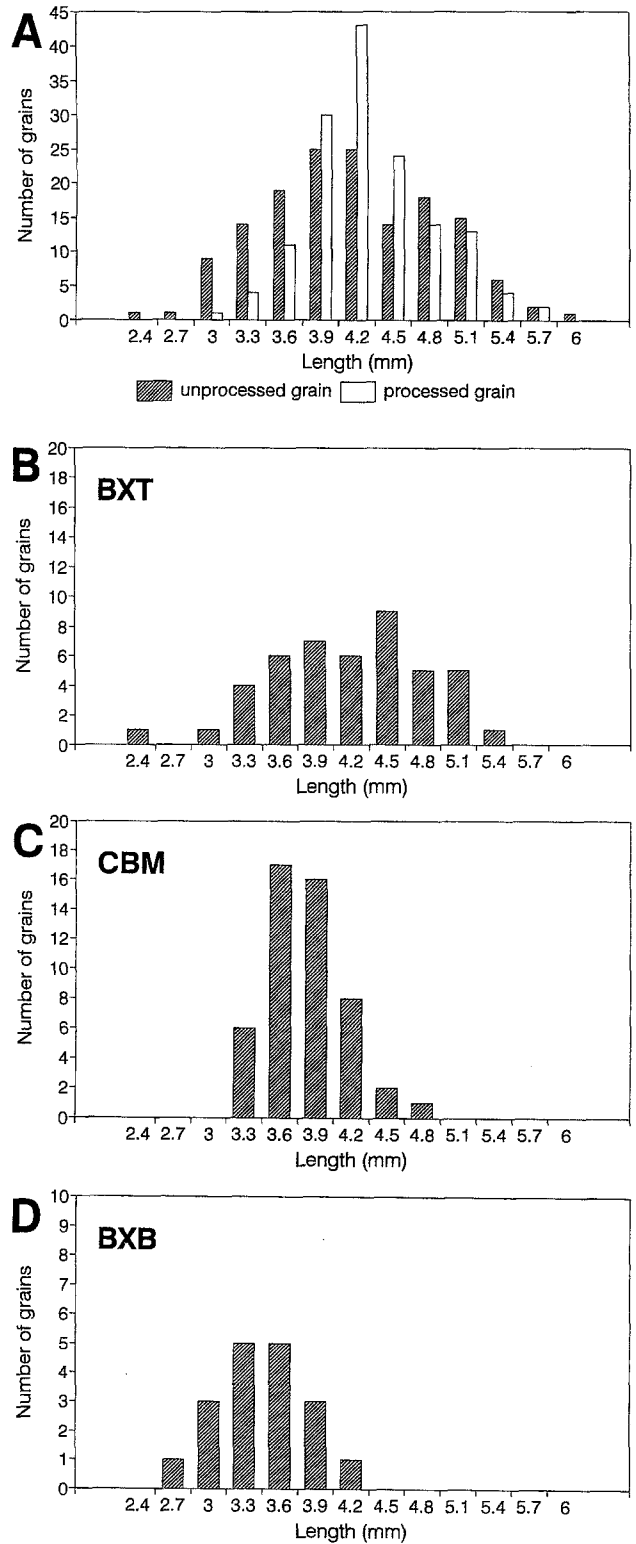 A
Number of grains
45
40
35
30
25
20
15
10
5
0
2.4 2.7 3 3.3 3.6 3.9 4.2 4.5 4.8 5.1 5.4 5.7 6
Length (mm)
unprocessed grain processed grain
B
BXT
Number of grains
20
18
16
14
12
10
8
6
4
2
0
2.4 2.7 3 3.3 3.6 3.9 4.2 4.5 4.8 5.1 5.4 5.7 6
Length (mm)
C
CBM
Number of grains
20
18
16
14
12
10
8
6
4
2
0
2.4 2.7 3 3.3 3.6 3.9 4.2 4.5 4.8 5.1 5.4 5.7 6
Length (mm)
D
BXB
Number of grains
10
9
8
7
6
5
4
3
2
1
0
2.4 2.7 3 3.3 3.6 3.9 4.2 4.5 4.8 5.1 5.4 5.7 6
Length (mm)